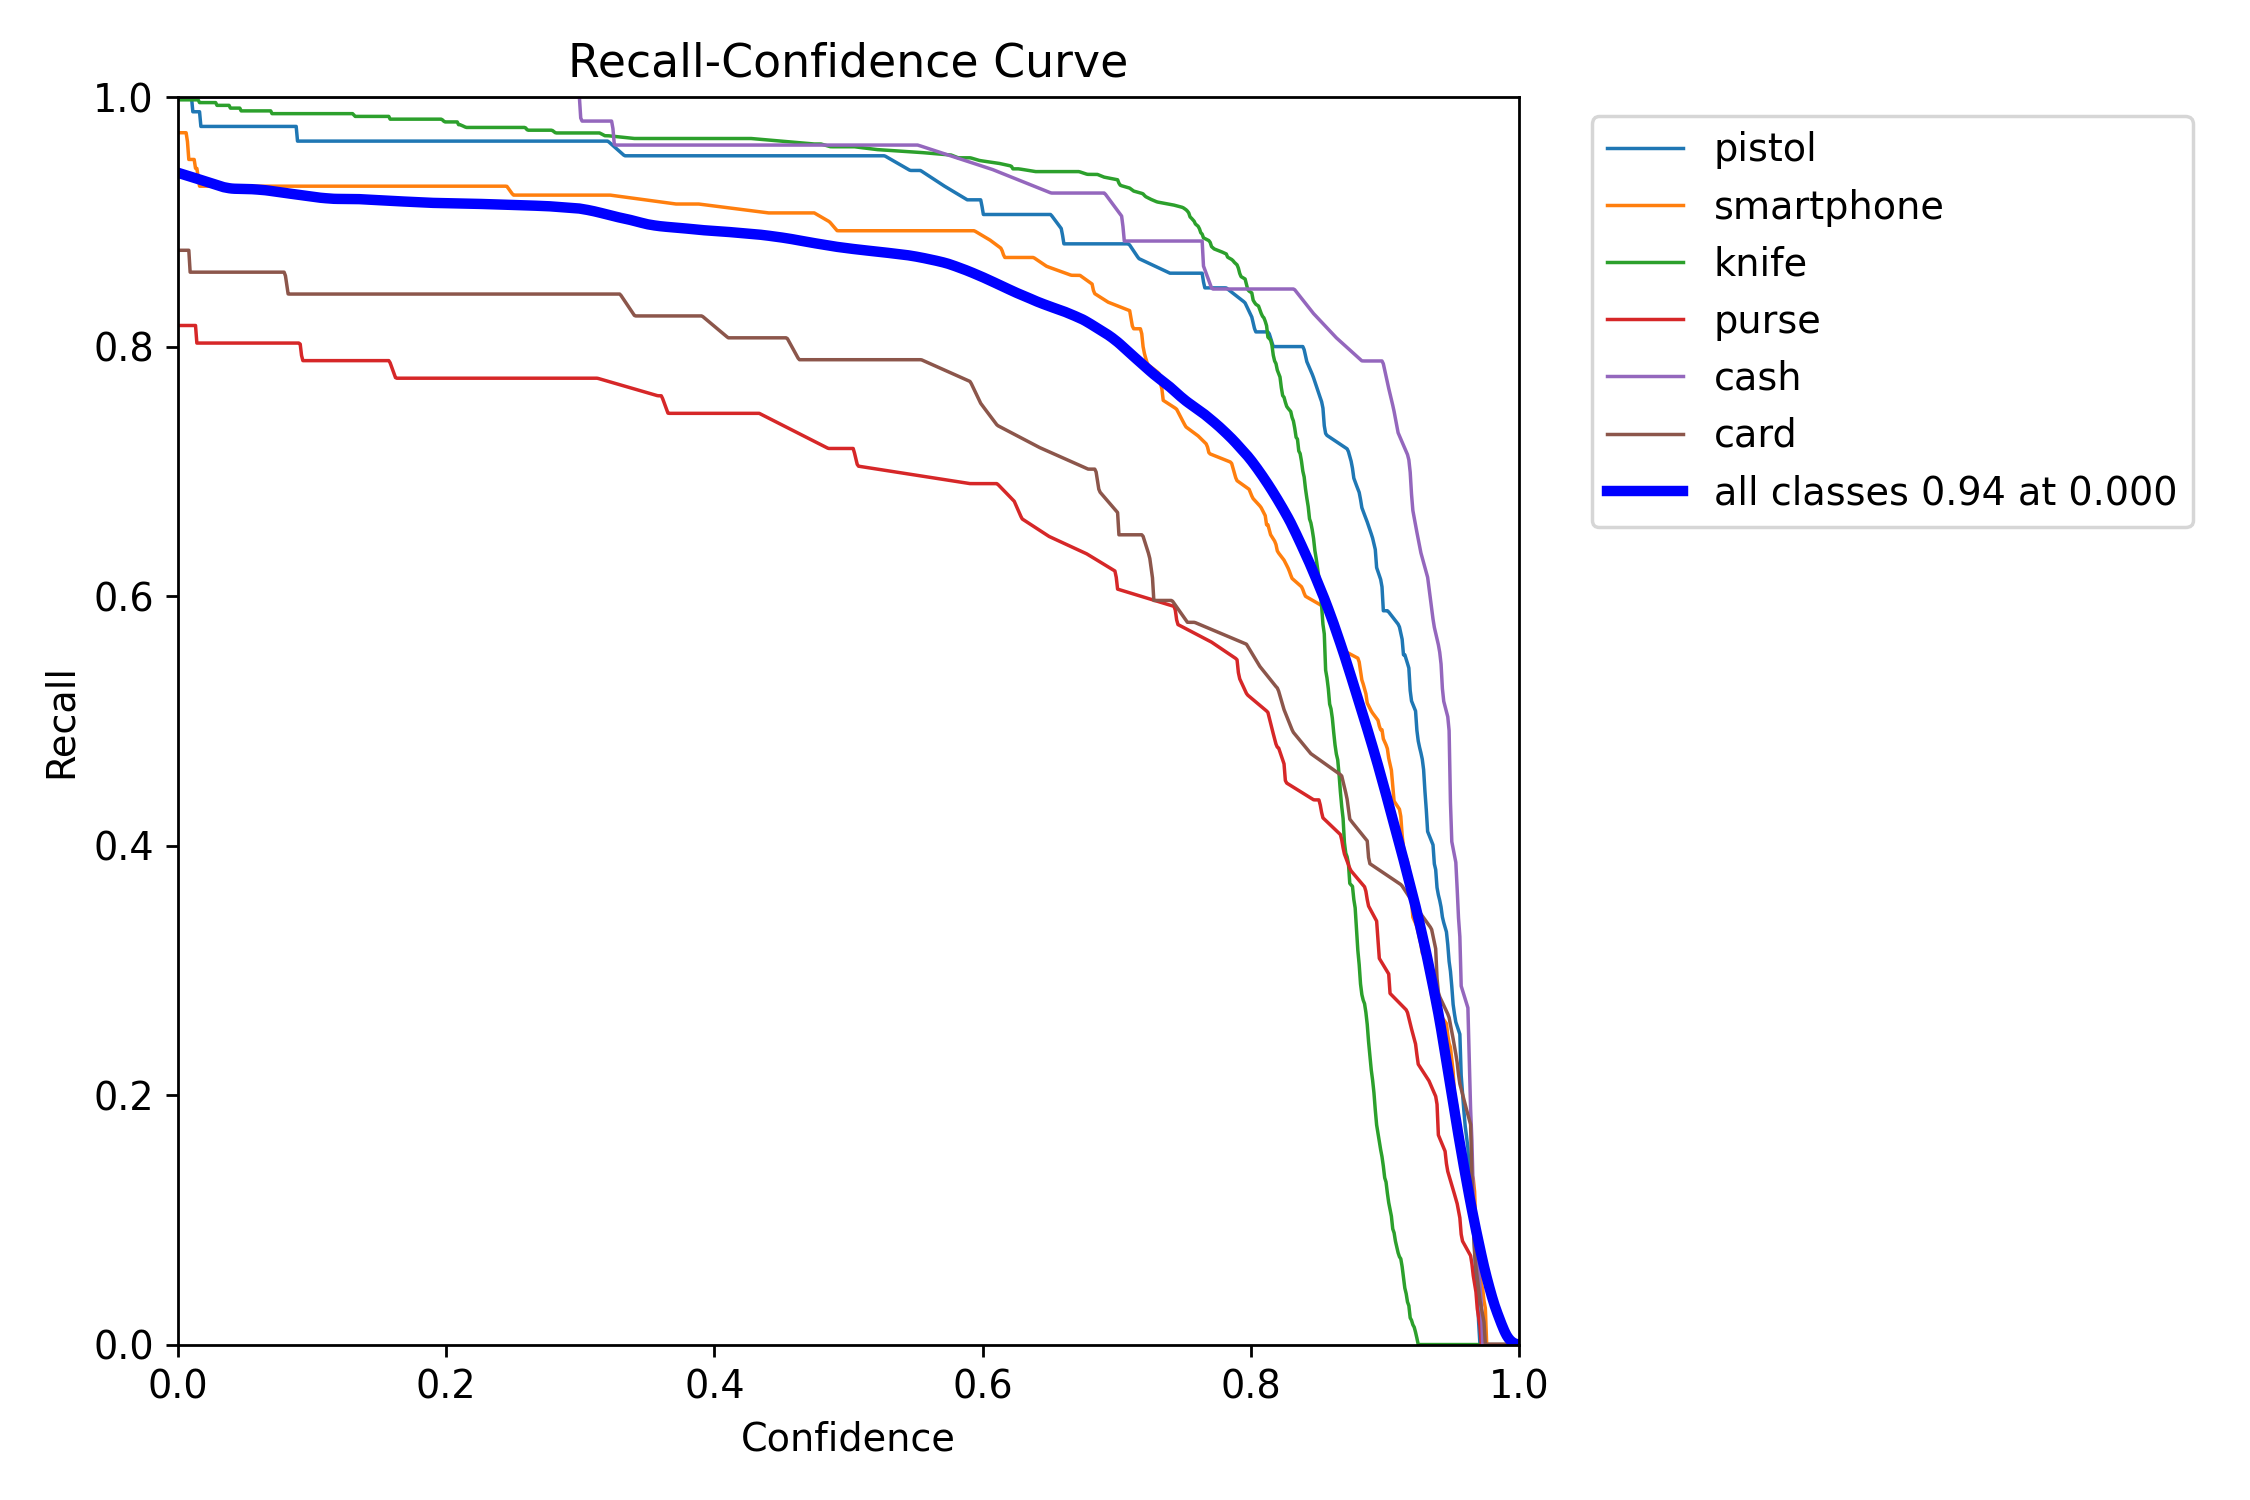 Recall-Confidence Curve
1.0
0.8
0.6
0.4
0.2
0.0
Recall
0.0 0.2 0.4 0.6 0.8 1.0
Confidence
pistol
smartphone
knife
purse
cash
card
all classes 0.94 at 0.000